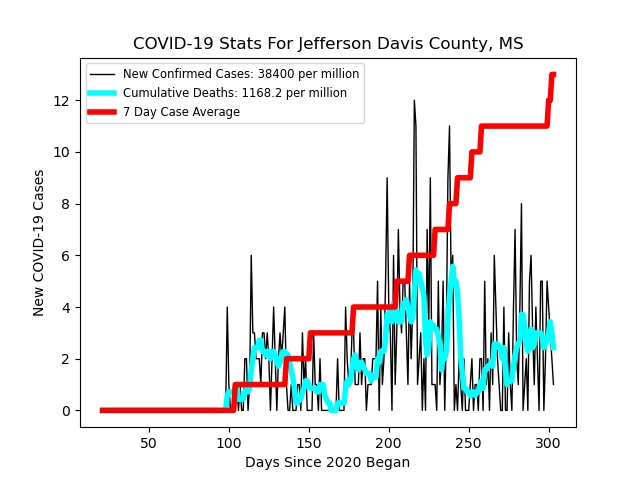 COVID-19 Stats For Jefferson Davis County, MS
New Confirmed Cases: 38400 per million
Cumulative Deaths: 1168.2 per million
7 Day Case Average
12
10
8
6
4
2
0
New COVID-19 Cases
50 100 150 200 250 300
Days Since 2020 Began